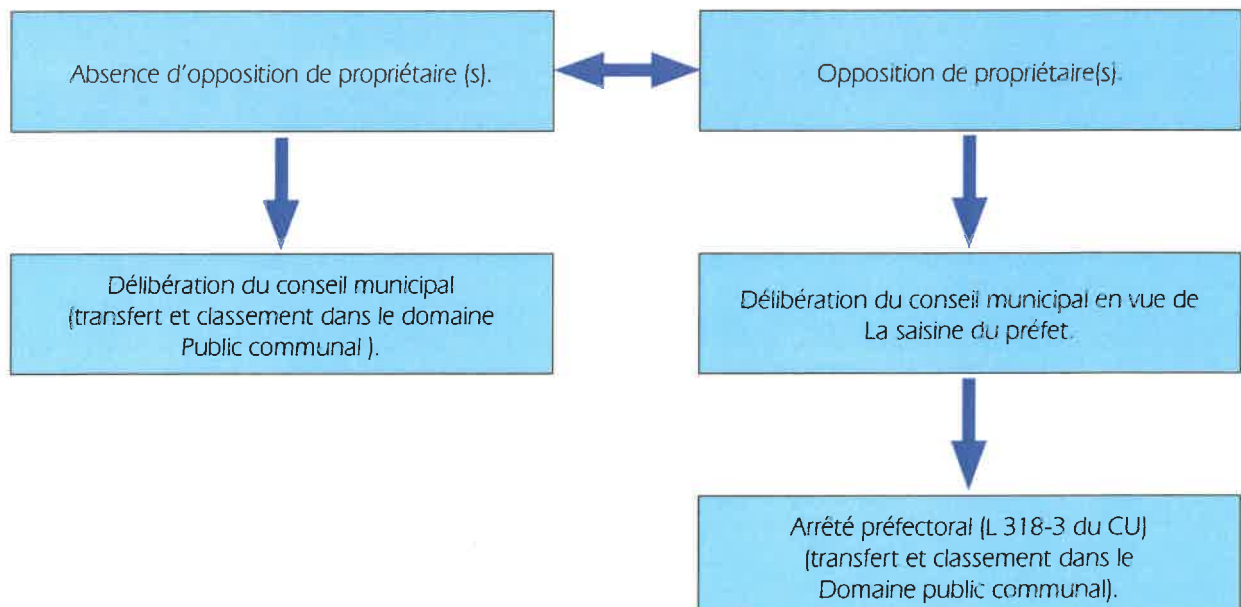 Absence d'opposition de propriétaire (s).
Opposition de propriétaire(s).
Délibération du conseil municipal
(transfert et classement dans le domaine
Public communal ).
Délibération du conseil municipal en vue de
La saisine du préfet.
Arrêté préfectoral (L 318-3 du CU)
(transfert et classement dans le
Domaine public communal).